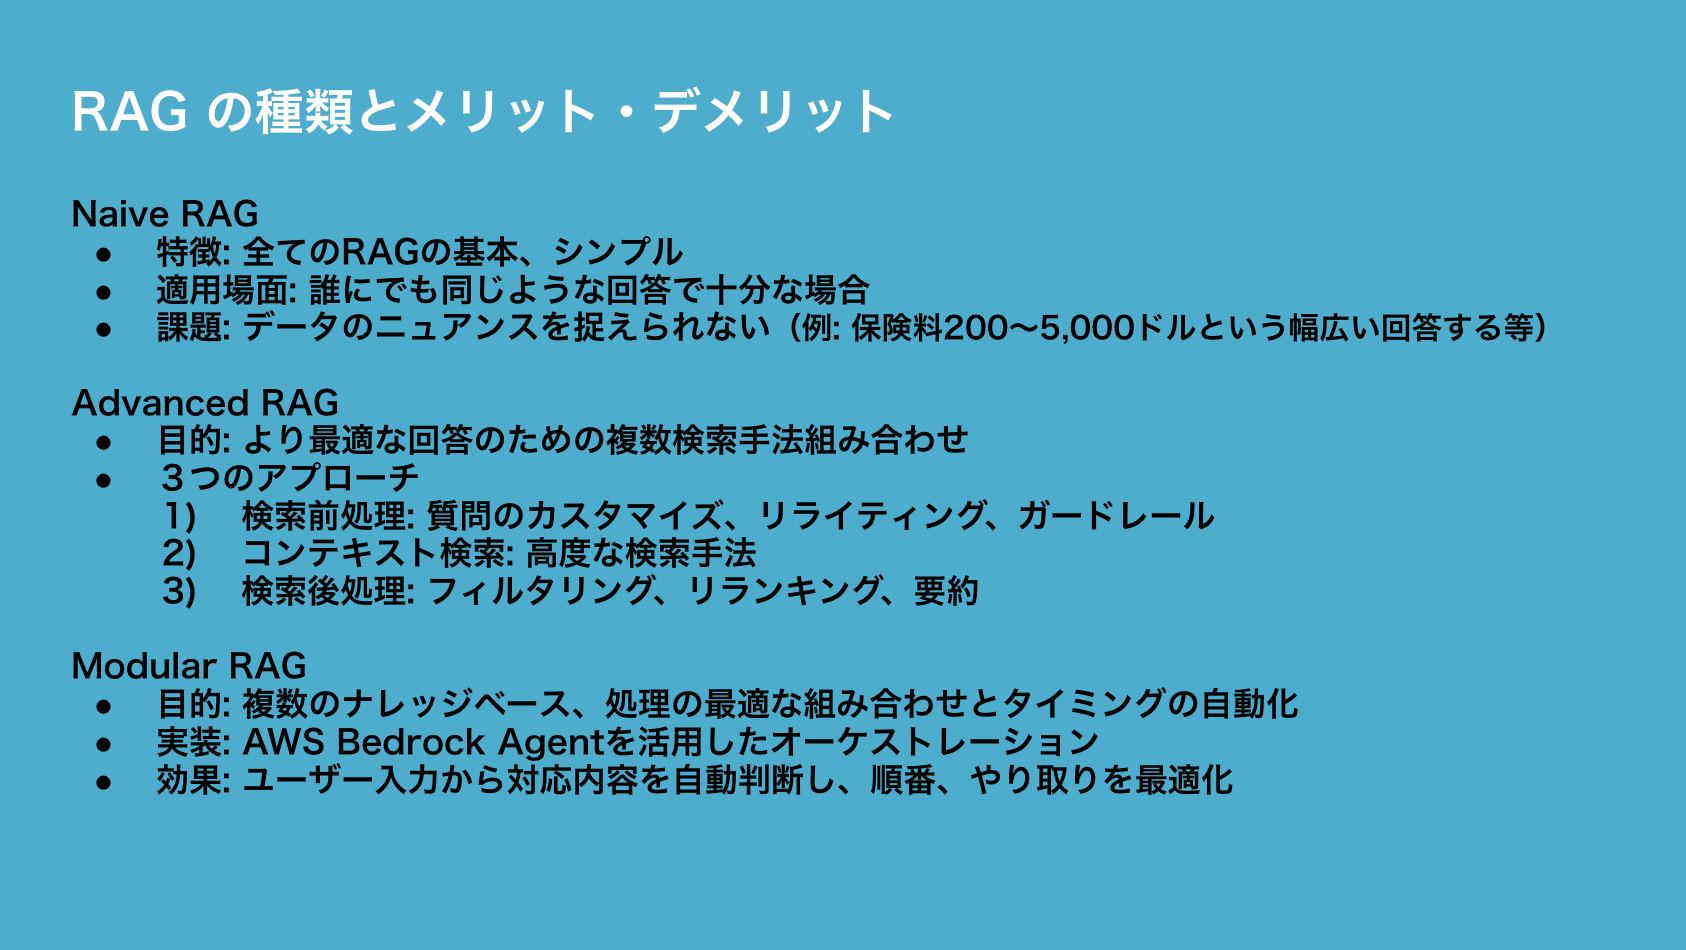 RAG の種類とメリット・デメリット
Naive RAG
● 特徴: 全てのRAGの基本、シンプル
● 適用場面: 誰にでも同じような回答で十分な場合
● 課題: データのニュアンスを捉えられない（例: 保険料200〜5,000ドルという幅広い回答する等）
Advanced RAG
● 目的: より最適な回答のための複数検索手法組み合わせ
● ３つのアプローチ
1) 検索前処理: 質問のカスタマイズ、リライティング、ガードレール
2) コンテキスト検索: 高度な検索手法
3) 検索後処理: フィルタリング、リランキング、要約
Modular RAG
● 目的: 複数のナレッジベース、処理の最適な組み合わせとタイミングの自動化
● 実装: AWS Bedrock Agentを活用したオーケストレーション
● 効果: ユーザー入力から対応内容を自動判断し、順番、やり取りを最適化